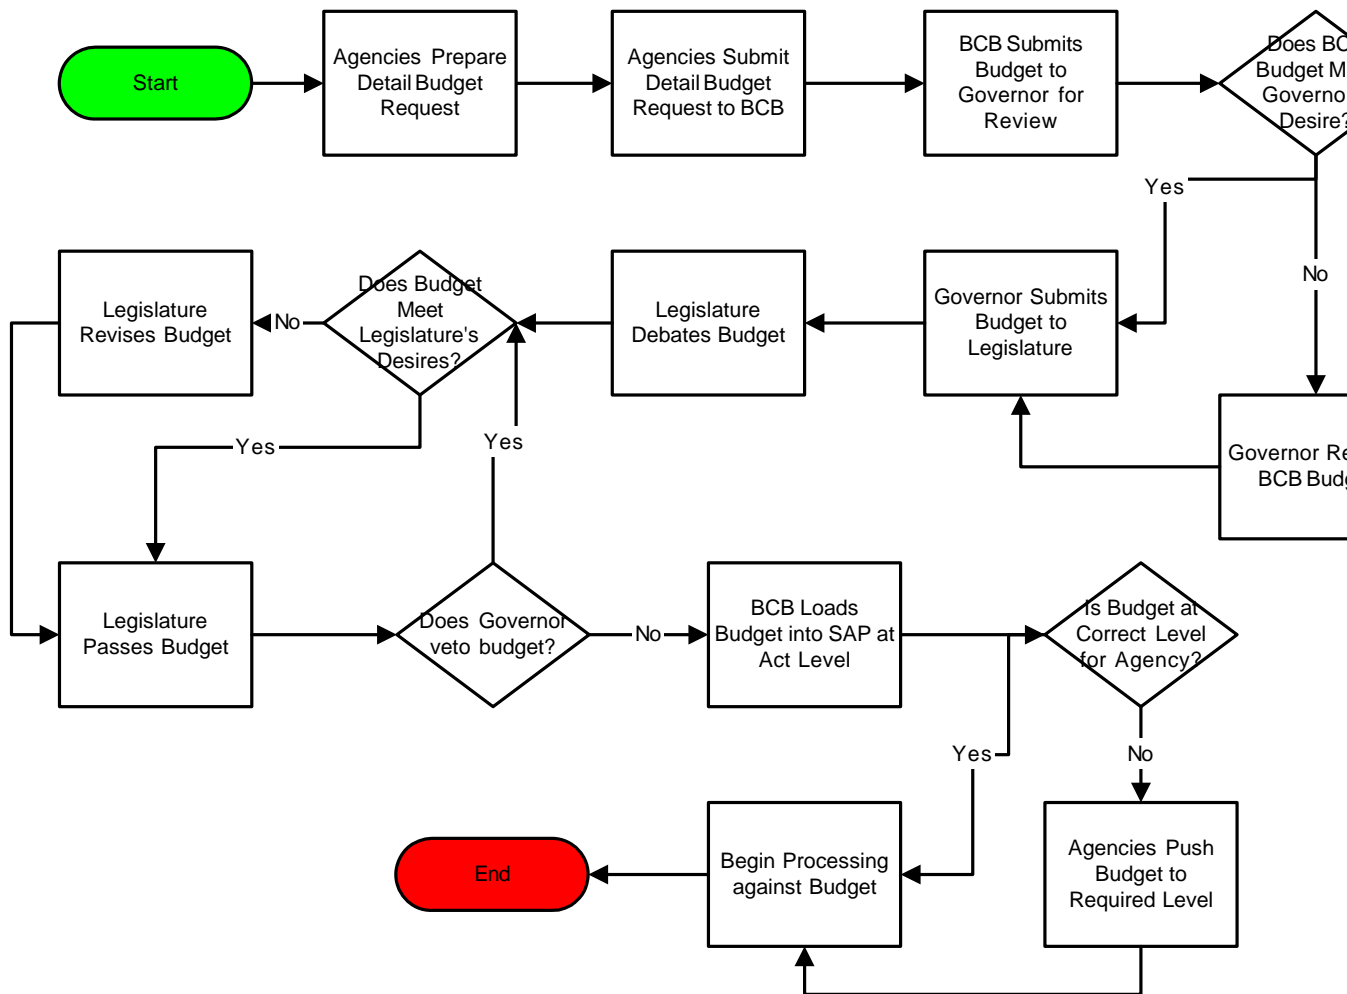 Start
Agencies Prepare
Detail Budget
Request
Agencies Submit
Detail Budget
Request to BCB
BCB Submits
Budget to
Governor for
Review
Does
Budget
Desire?
Yes
No
Legislature
Revises Budget
No
Does Budget
Meet
Legislature's
Desires?
Legislature
Debates Budget
Governor Submits
Budget to
Legislature
Yes
Yes
Governor
BCB
Legislature
Passes Budget
Does Governor
veto budget?
No
BCB Loads
Budget into SAP at
Act Level
Is Budget at
Correct Level
for Agency?
Yes
No
End
Begin Processing
against Budget
Agencies Push
Budget to
Required Level